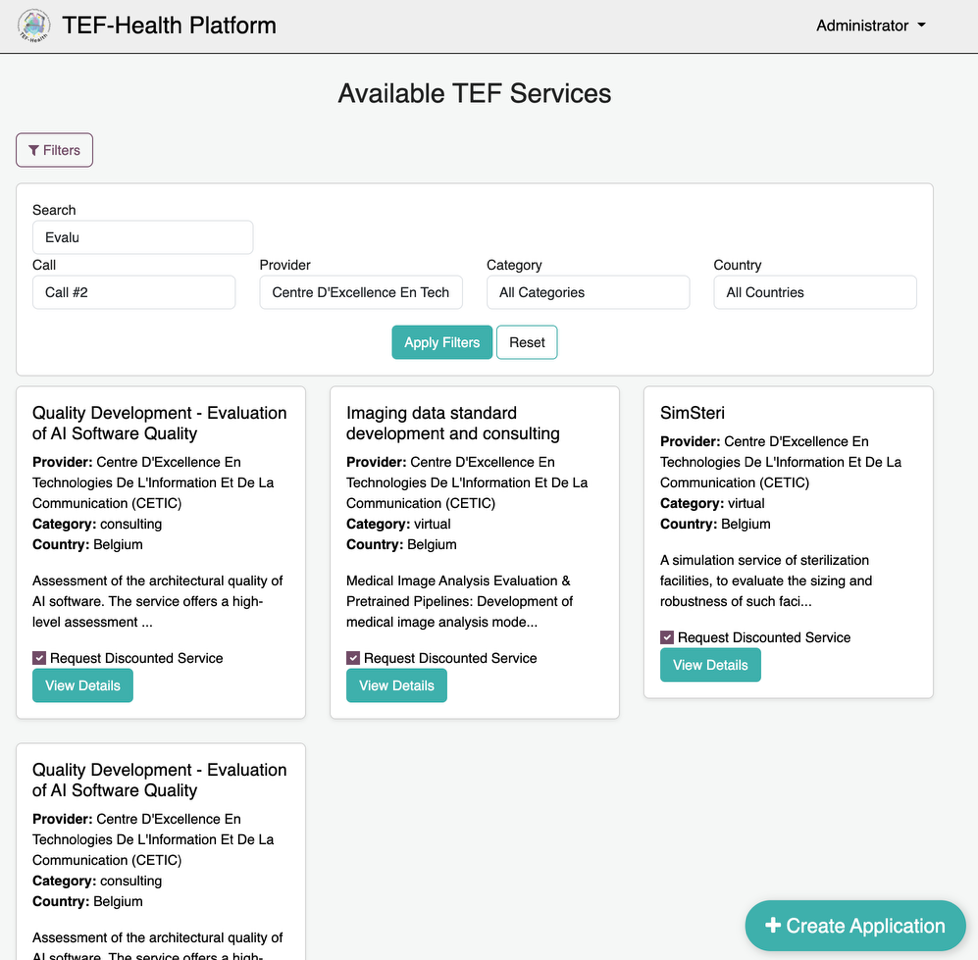 TEF-Health
TEF-Health Platform
Administrator
Available TEF Services
Filters
Search
Evalu
Call
Provider
Category
Country
Call #2
Centre D'Excellence En Tech
All Categories
All Countries
Apply Filters
Reset
Quality Development - Evaluation
of AI Software Quality
Provider: Centre D'Excellence En
Technologies De L'Information Et De La
Communication (CETIC)
Category: consulting
Country: Belgium
Assessment of the architectural quality of
AI software. The service offers a high-
level assessment ...
Request Discounted Service
View Details
Imaging data standard
development and consulting
Provider: Centre D'Excellence En
Technologies De L'Information Et De La
Communication (CETIC)
Category: virtual
Country: Belgium
Medical Image Analysis Evaluation &
Pretrained Pipelines: Development of
medical image analysis mode...
Request Discounted Service
View Details
SimSteri
Provider: Centre D'Excellence En
Technologies De L'Information Et De La
Communication (CETIC)
Category: virtual
Country: Belgium
A simulation service of sterilization
facilities, to evaluate the sizing and
robustness of such faci...
Request Discounted Service
View Details
Quality Development - Evaluation
of AI Software Quality
Provider: Centre D'Excellence En
Technologies De L'Information Et De La
Communication (CETIC)
Category: consulting
Country: Belgium
Assessment of the architectural quality of
AI software. The service offers a high-
Create Application